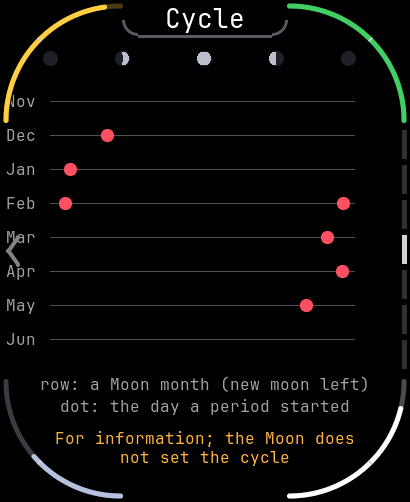 Cycle
Nov
Dec
Jan
Feb
Mar
Apr
May
Jun
row: a Moon month (new moon left)
dot: the day a period started
For information; the Moon does
not set the cycle